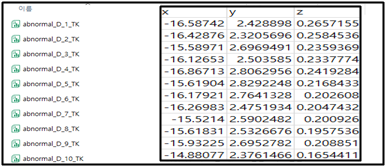 이름
abnormal_D_1_TK
abnormal_D_2_TK
abnormal_D_3_TK
abnormal_D_4_TK
abnormal_D_5_TK
abnormal_D_6_TK
abnormal_D_7_TK
abnormal_D_8_TK
abnormal_D_9_TK
abnormal_D_10_TK
x y z
-16.58742 2.428898 0.2657155
-16.42876 2.3205696 0.2584536
-15.58971 2.6969491 0.2359369
-16.12653 2.503585 0.2337774
-16.86713 2.8062956 0.2419284
-15.61904 2.8292248 0.2168433
-16.17921 2.7641328 0.202608
-16.26983 2.4751934 0.2047432
-15.5214 2.5902482 0.200926
-15.61831 2.5326676 0.1957536
-15.93225 2.6952782 0.208851
-14.88077 2.3761466 0.1654411